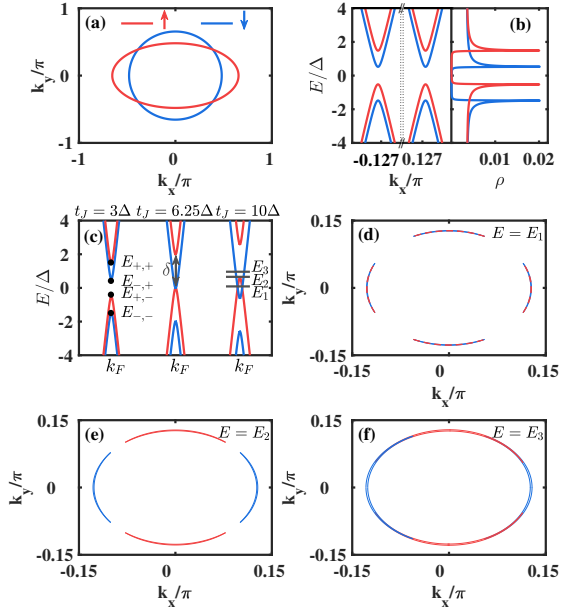 (a)
1
0
-1
-1
0
1
k_y/π
k_x/π
(b)
4
2
0
-2
-4
E/Δ
-0.127
0.127
k_x/π
0.01
0.02
ρ
t_J = 3Δ
t_J = 6.25Δ
t_J = 10Δ
(c)
4
2
0
-2
-4
E/Δ
E_{+,+}
E_{-,+}
E_{+,-}
E_{-,-}
δ
E_3
E_2
E_1
k_F
k_F
k_F
(d)
E = E_1
0.15
0
-0.15
-0.15
0
0.15
k_y/π
k_x/π
(e)
E = E_2
0.15
0
-0.15
-0.15
0
0.15
k_y/π
k_x/π
(f)
E = E_3
0.15
0
-0.15
-0.15
0
0.15
k_y/π
k_x/π